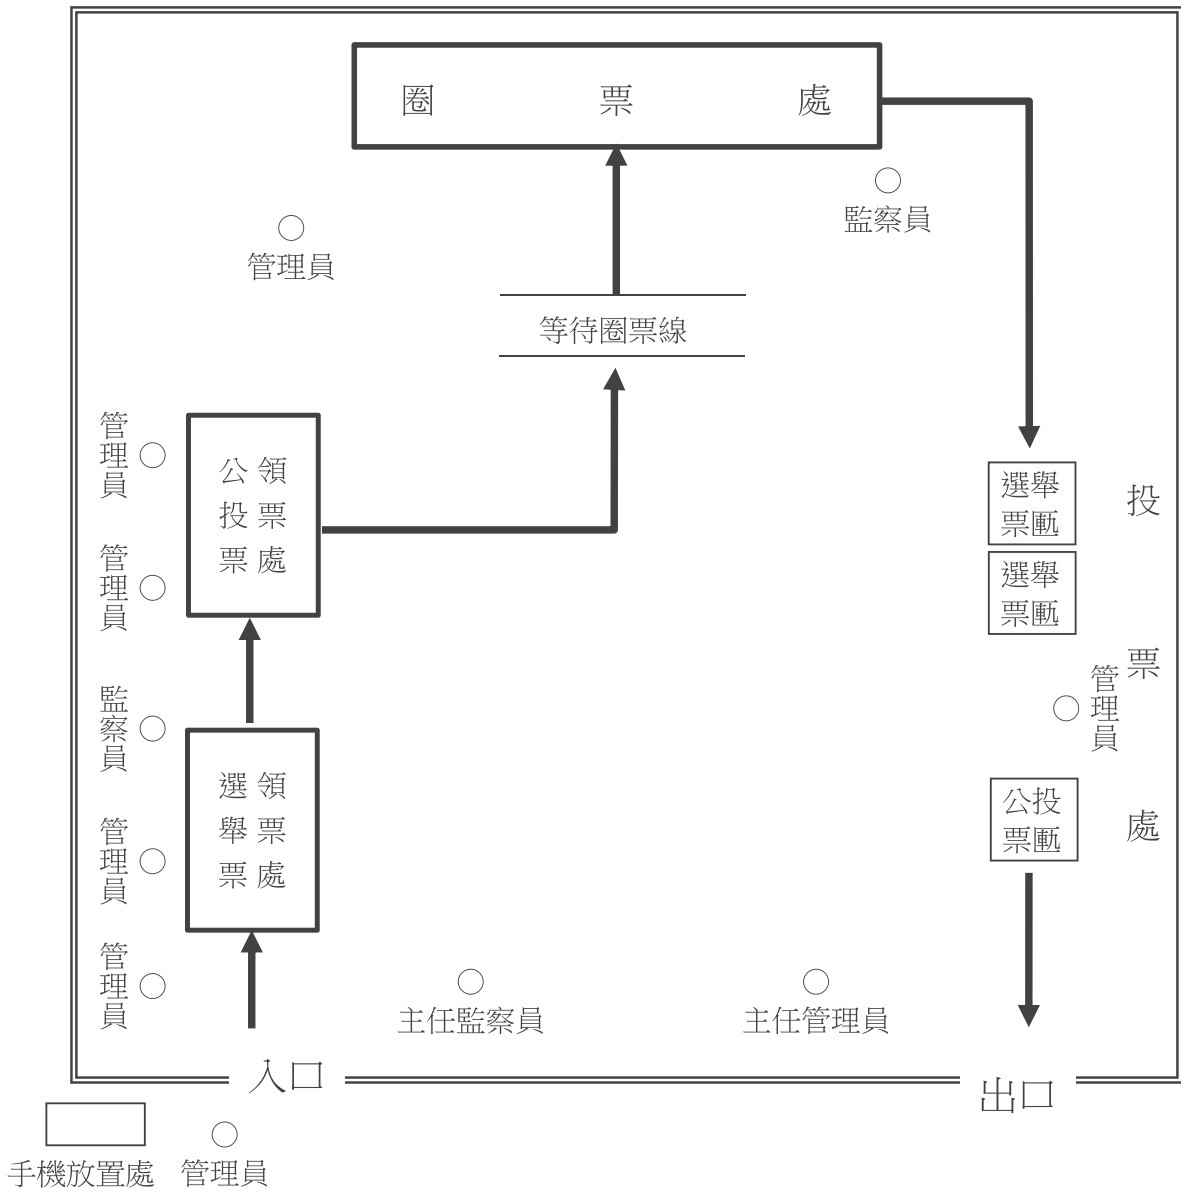 圈票處
監察員
管理員
等待圈票線
管理員
公投票
領票處
管理員
監察員
選舉票
領票處
管理員
管理員
選舉
票匭
選舉
票匭
管理員
公投
票匭
投票處
主任監察員
主任管理員
入口
出口
手機放置處
管理員